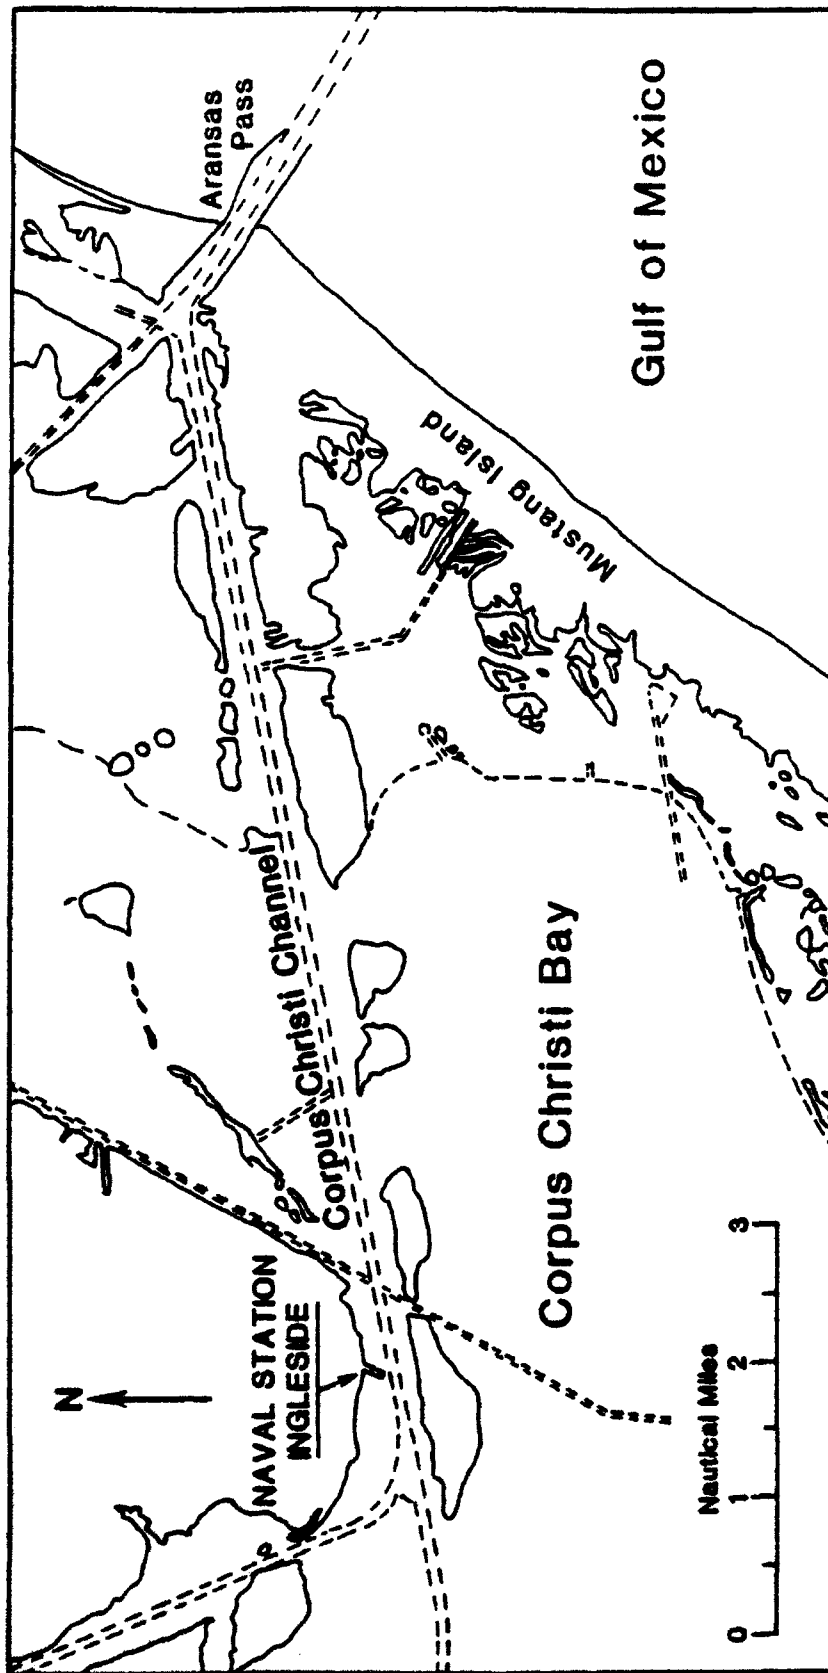 N
NAVAL STATION
INGLESIDE
Corpus Christi Channel
Aransas
Pass
Mustang Island
Gulf of Mexico
Corpus Christi Bay
Nautical Miles
0 1 2 3